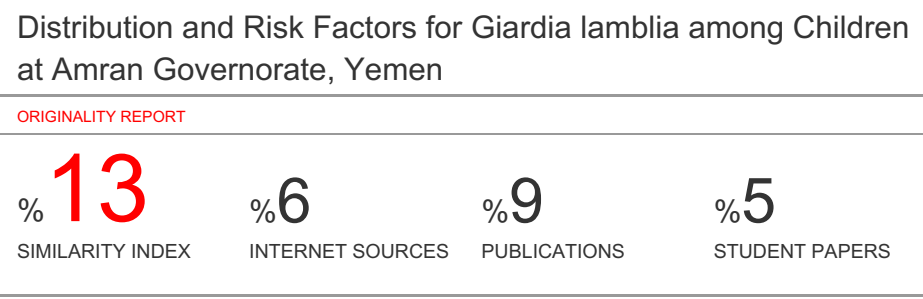 Distribution and Risk Factors for Giardia lamblia among Children
at Amran Governorate, Yemen
ORIGINALITY REPORT
%13 %6 %9 %5
SIMILARITY INDEX INTERNET SOURCES PUBLICATIONS STUDENT PAPERS